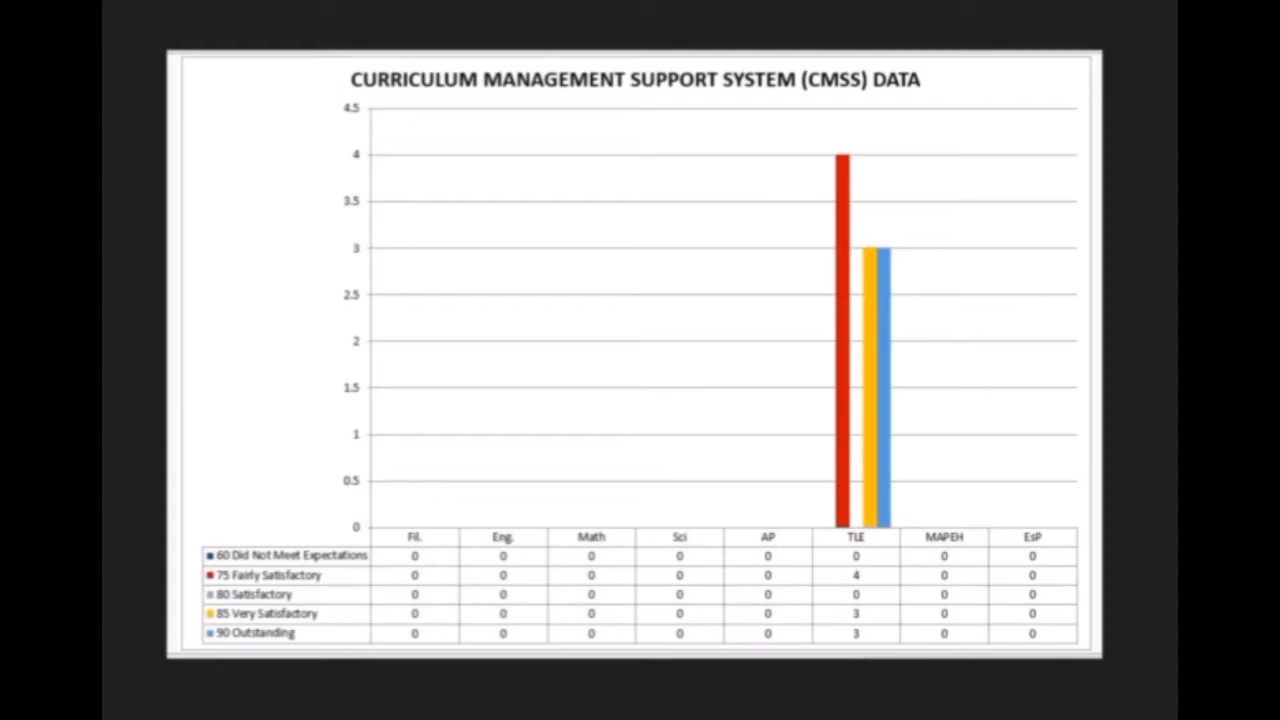 CURRICULUM MANAGEMENT SUPPORT SYSTEM (CMSS) DATA
4.5
4
3.5
3
2.5
2
1.5
1
0.5
0
Fil. Eng. Math Sci AP TLE MAPEH EsP
60 Did Not Meet Expectations 0 0 0 0 0 0 0 0
75 Fairly Satisfactory 0 0 0 0 0 4 0 0
80 Satisfactory 0 0 0 0 0 0 0 0
85 Very Satisfactory 0 0 0 0 0 3 0 0
90 Outstanding 0 0 0 0 0 3 0 0